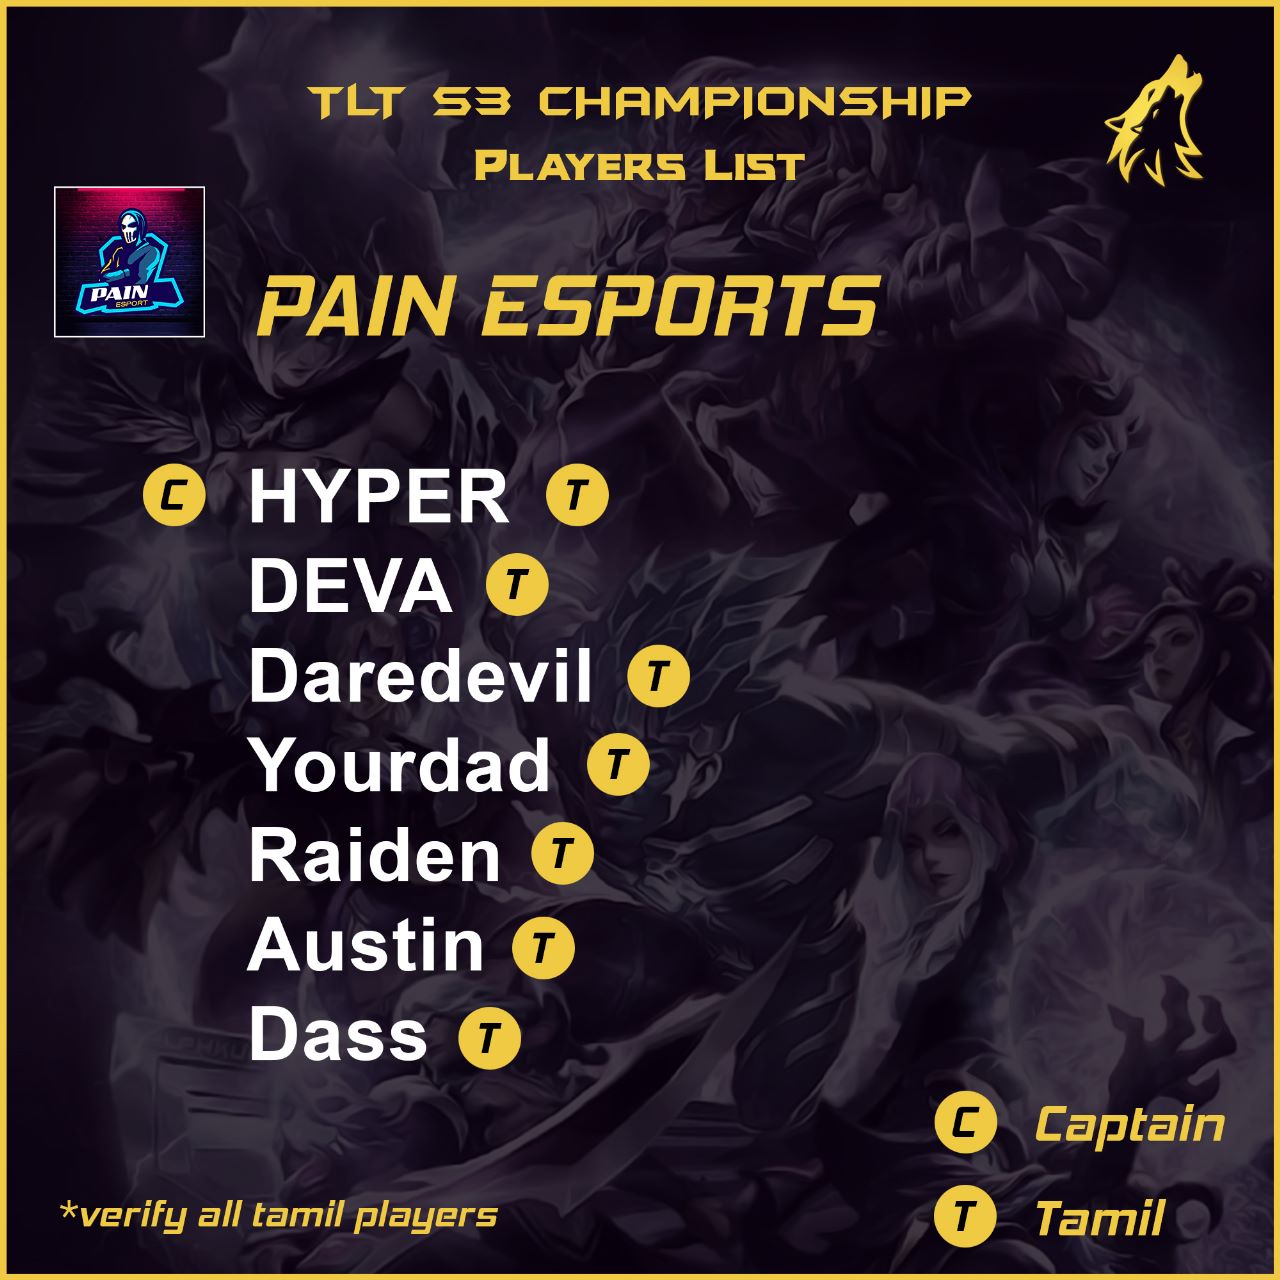 TLT S3 CHAMPIONSHIP
PLAYERS LIST
PAIN
ESPORT
PAIN ESPORTS
C HYPER T
DEVA T
Daredevil T
Yourdad T
Raiden T
Austin T
Dass T
C Captain
T Tamil
*verify all tamil players